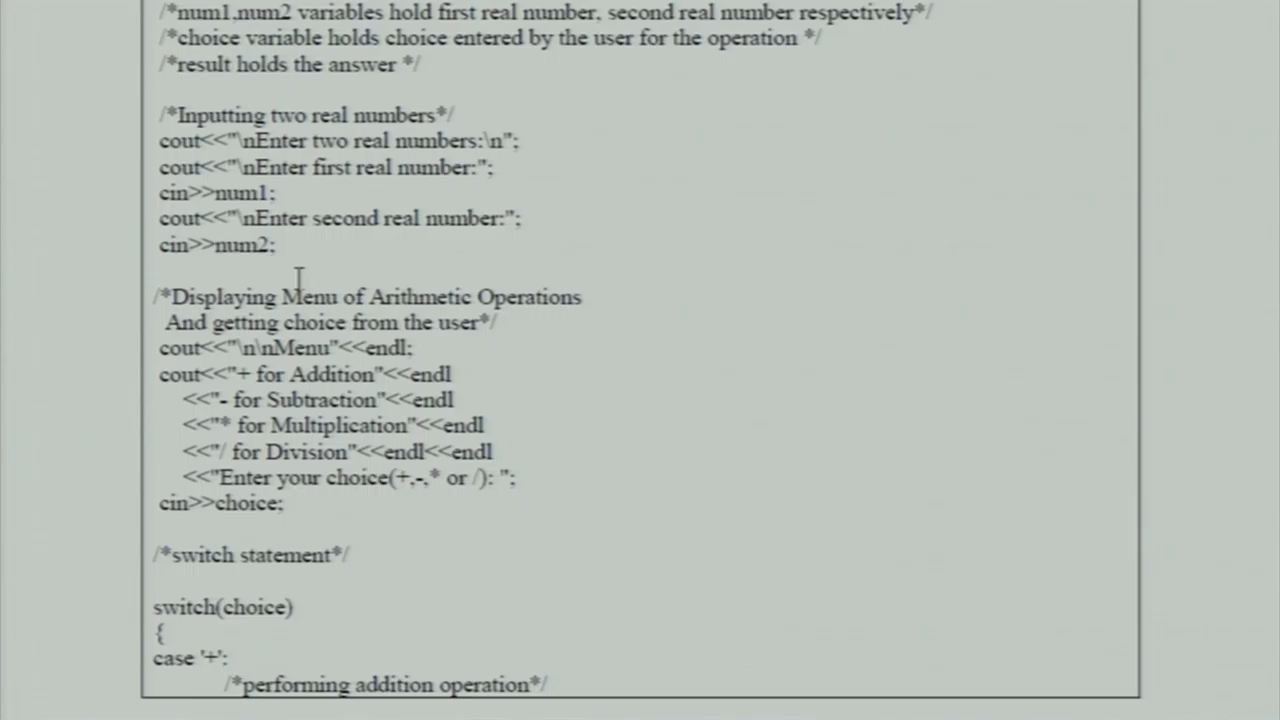 /*num1,num2 variables hold first real number, second real number respectively*/
/*choice variable holds choice entered by the user for the operation */
/*result holds the answer */
/*Inputting two real numbers*/
cout<<"\nEnter two real numbers:\n";
cout<<"\nEnter first real number:";
cin>>num1;
cout<<"\nEnter second real number:";
cin>>num2;
/*Displaying Menu of Arithmetic Operations
And getting choice from the user*/
cout<<"\n\nMenu"<<endl;
cout<<"+ for Addition"<<endl
<<"- for Subtraction"<<endl
<<"* for Multiplication"<<endl
<<"/ for Division"<<endl<<endl
<<"Enter your choice(+,-,* or /): ";
cin>>choice;
/*switch statement*/
switch(choice)
{
case '+':
/*performing addition operation*/